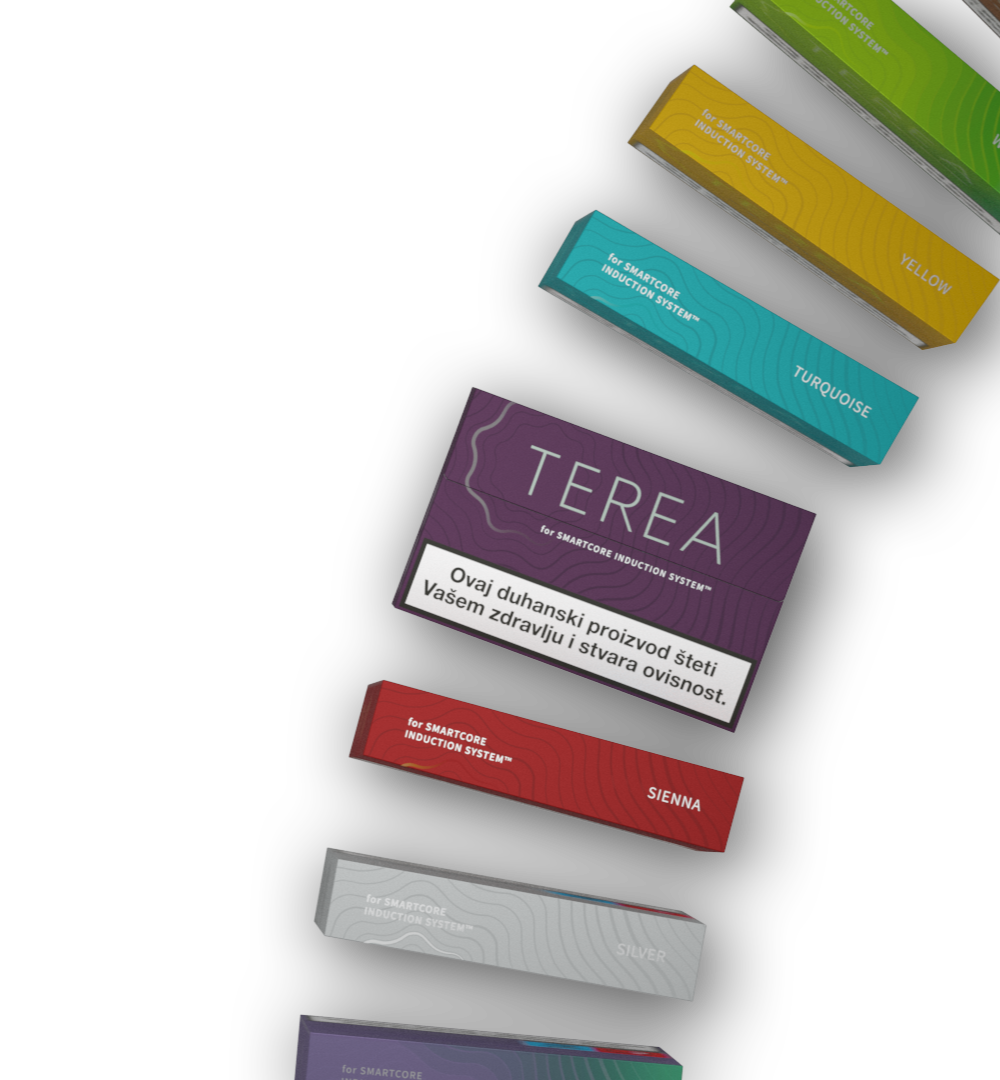 SMARTCORE
INDUCTION SYSTEM™
for SMARTCORE
INDUCTION SYSTEM™
YELLOW
for SMARTCORE
INDUCTION SYSTEM™
TURQUOISE
TEREA
for SMARTCORE INDUCTION SYSTEM™
Ovaj duhanski proizvod šteti
Vašem zdravlju i stvara ovisnost.
for SMARTCORE
INDUCTION SYSTEM™
SIENNA
for SMARTCORE
INDUCTION SYSTEM™
SILVER
for SMARTCORE